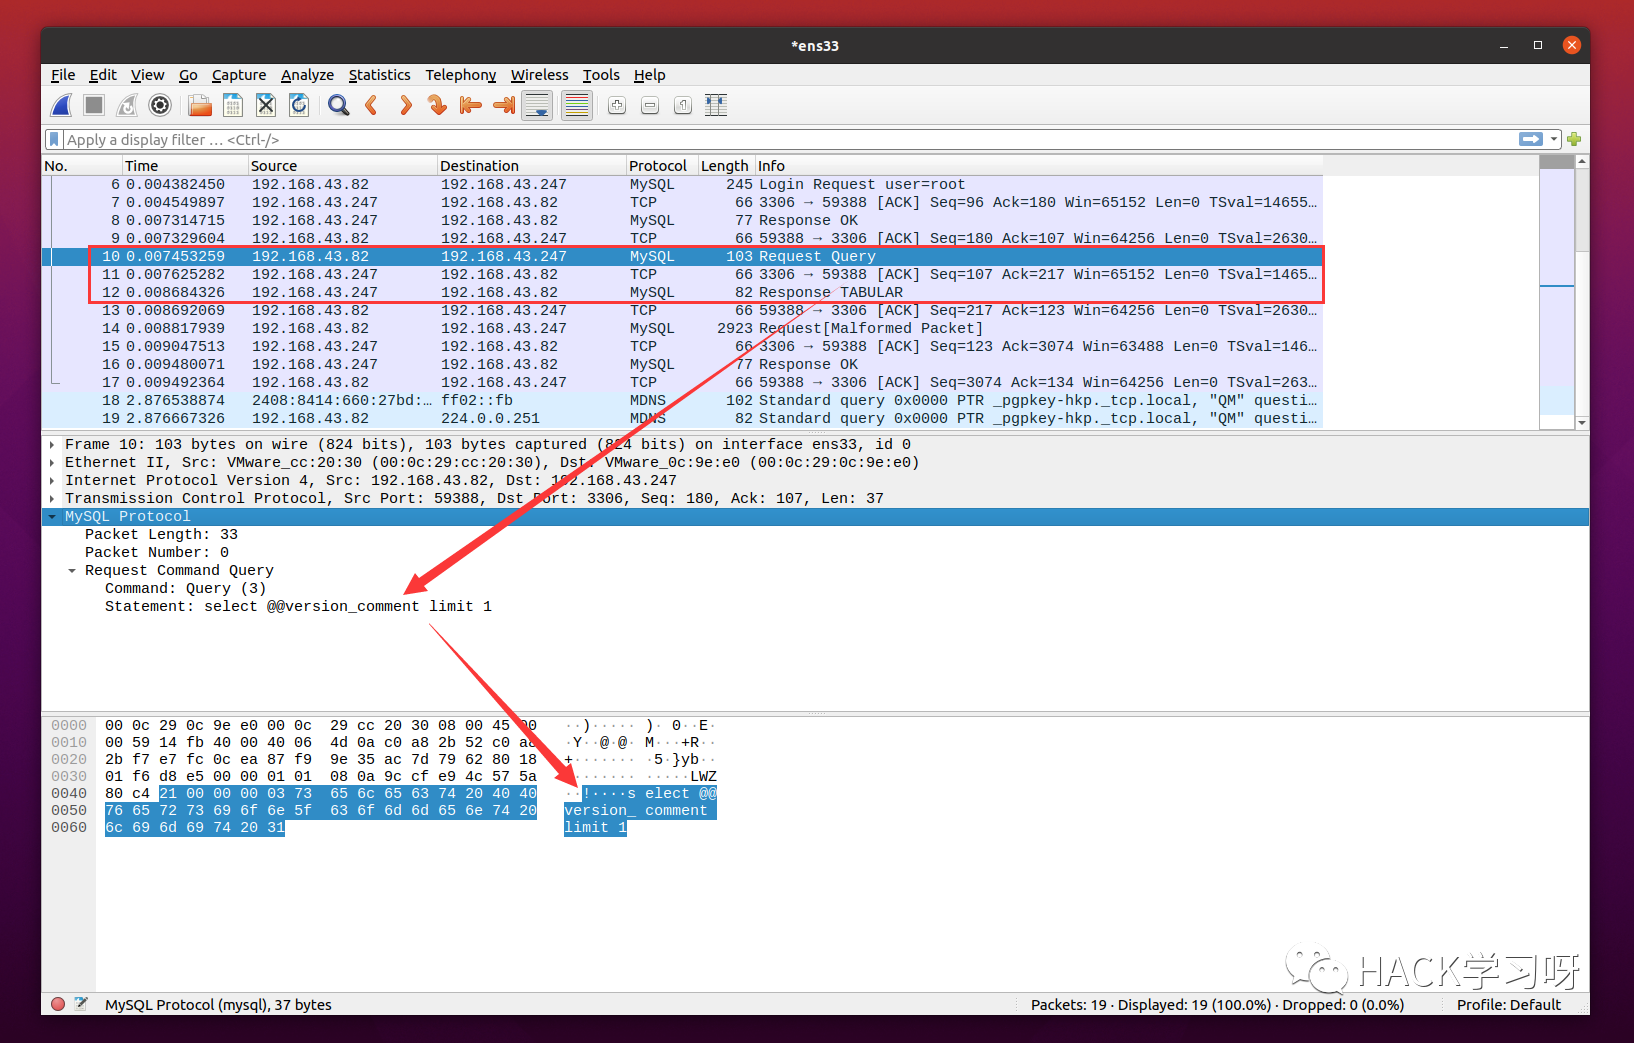 *ens33
File Edit View Go Capture Analyze Statistics Telephony Wireless Tools Help
Apply a display filter … <Ctrl-/>
No. Time Source Destination Protocol Length Info
6 0.004382450 192.168.43.82 192.168.43.247 MySQL 245 Login Request user=root
7 0.004549897 192.168.43.247 192.168.43.82 TCP 66 3306 → 59388 [ACK] Seq=96 Ack=180 Win=65152 Len=0 TSval=14655…
8 0.007314715 192.168.43.247 192.168.43.82 MySQL 77 Response OK
9 0.007329604 192.168.43.82 192.168.43.247 TCP 66 59388 → 3306 [ACK] Seq=180 Ack=107 Win=64256 Len=0 TSval=2630…
10 0.007453259 192.168.43.82 192.168.43.247 MySQL 103 Request Query
11 0.007625282 192.168.43.247 192.168.43.82 TCP 66 3306 → 59388 [ACK] Seq=107 Ack=217 Win=65152 Len=0 TSval=1465…
12 0.008684326 192.168.43.247 192.168.43.82 MySQL 82 Response TABULAR
13 0.008692069 192.168.43.82 192.168.43.247 TCP 66 59388 → 3306 [ACK] Seq=217 Ack=123 Win=64256 Len=0 TSval=2630…
14 0.008817939 192.168.43.82 192.168.43.247 MySQL 2923 Request[Malformed Packet]
15 0.009047513 192.168.43.247 192.168.43.82 TCP 66 3306 → 59388 [ACK] Seq=123 Ack=3074 Win=63488 Len=0 TSval=146…
16 0.009480071 192.168.43.247 192.168.43.82 MySQL 77 Response OK
17 0.009492364 192.168.43.82 192.168.43.247 TCP 66 59388 → 3306 [ACK] Seq=3074 Ack=134 Win=64256 Len=0 TSval=263…
18 2.876538874 2408:8414:660:27bd:… ff02::fb MDNS 102 Standard query 0x0000 PTR _pgpkey-hkp._tcp.local, "QM" questi…
19 2.876667326 192.168.43.82 224.0.0.251 MDNS 82 Standard query 0x0000 PTR _pgpkey-hkp._tcp.local, "QM" questi…
Frame 10: 103 bytes on wire (824 bits), 103 bytes captured (824 bits) on interface ens33, id 0
Ethernet II, Src: VMware_cc:20:30 (00:0c:29:cc:20:30), Dst: VMware_0c:9e:e0 (00:0c:29:0c:9e:e0)
Internet Protocol Version 4, Src: 192.168.43.82, Dst: 192.168.43.247
Transmission Control Protocol, Src Port: 59388, Dst Port: 3306, Seq: 180, Ack: 107, Len: 37
MySQL Protocol
Packet Length: 33
Packet Number: 0
Request Command Query
Command: Query (3)
Statement: select @@version_comment limit 1
0000 00 0c 29 0c 9e e0 00 0c 29 cc 20 30 08 00 45 00 ··)····· )· 0··E·
0010 00 59 14 fb 40 00 40 06 4d 0a c0 a8 2b 52 c0 a8 ·Y··@·@· M···+R··
0020 2b f7 e7 fc 0c ea 87 f9 9e 35 ac 7d 79 62 80 18 +······· ·5·}yb··
0030 01 f6 d8 e5 00 00 01 01 08 0a 9c cf e9 4c 57 5a ········ ·····LWZ
0040 80 c4 21 00 00 00 03 73 65 6c 65 63 74 20 40 40 ··!····s elect @@
0050 76 65 72 73 69 6f 6e 5f 63 6f 6d 6d 65 6e 74 20 version_ comment
0060 6c 69 6d 69 74 20 31 limit 1
HACK学习呀
MySQL Protocol (mysql), 37 bytes Packets: 19 · Displayed: 19 (100.0%) · Dropped: 0 (0.0%) Profile: Default